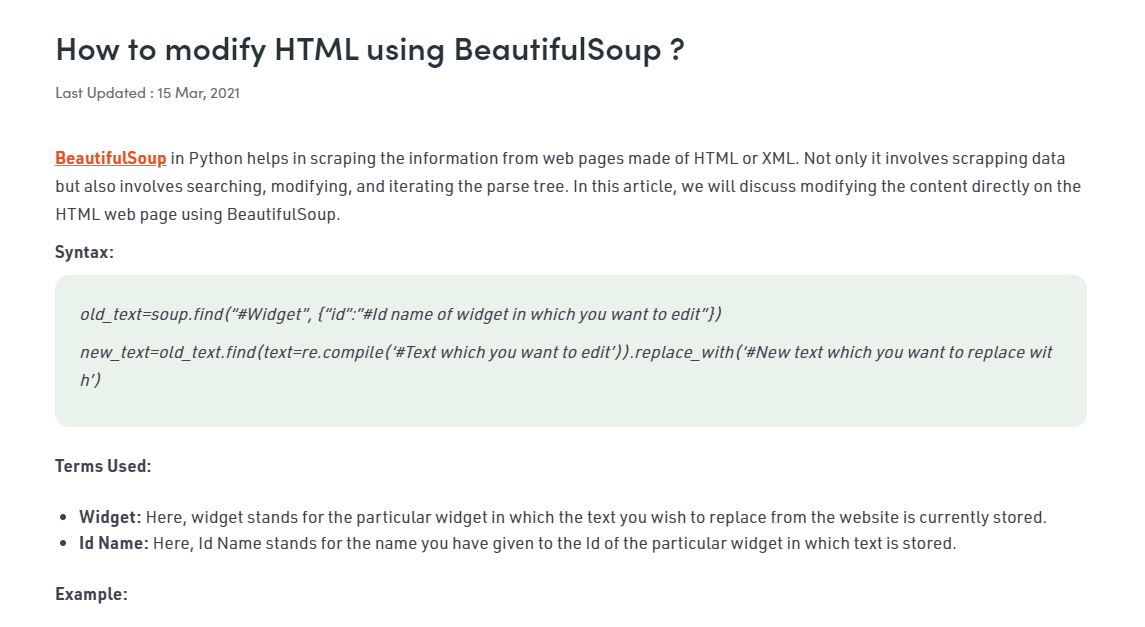 How to modify HTML using BeautifulSoup ?
Last Updated : 15 Mar, 2021
BeautifulSoup in Python helps in scraping the information from web pages made of HTML or XML. Not only it involves scrapping data
but also involves searching, modifying, and iterating the parse tree. In this article, we will discuss modifying the content directly on the
HTML web page using BeautifulSoup.
Syntax:
old_text=soup.find(“#Widget”, {“id”:”#Id name of widget in which you want to edit”})
new_text=old_text.find(text=re.compile(‘#Text which you want to edit’)).replace_with(‘#New text which you want to replace wit
h’)
Terms Used:
• Widget: Here, widget stands for the particular widget in which the text you wish to replace from the website is currently stored.
• Id Name: Here, Id Name stands for the name you have given to the Id of the particular widget in which text is stored.
Example: